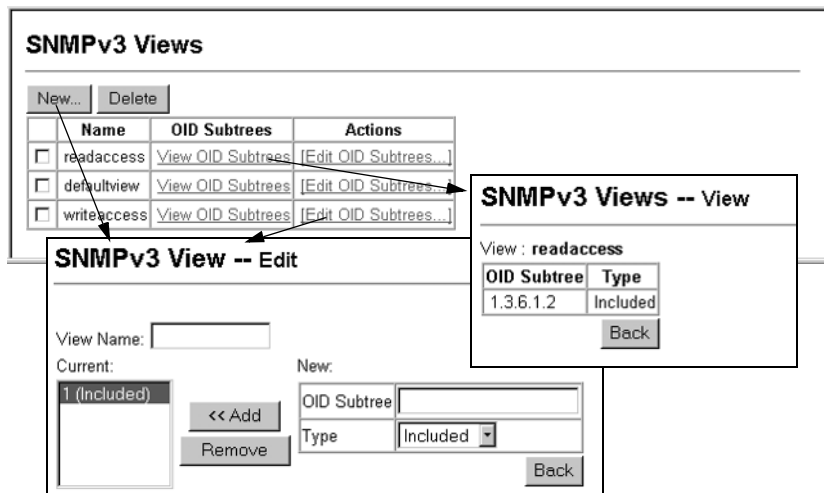 SNMPv3 Views
New... Delete
Name OID Subtrees Actions
readaccess View OID Subtrees [Edit OID Subtrees...]
defaultview View OID Subtrees [Edit OID Subtrees...]
writeaccess View OID Subtrees [Edit OID Subtrees...]
SNMPv3 Views -- View
View : readaccess
OID Subtree Type
1.3.6.1.2 Included
Back
SNMPv3 View -- Edit
View Name:
Current: New:
1 (Included)
<< Add
Remove
OID Subtree
Type Included
Back